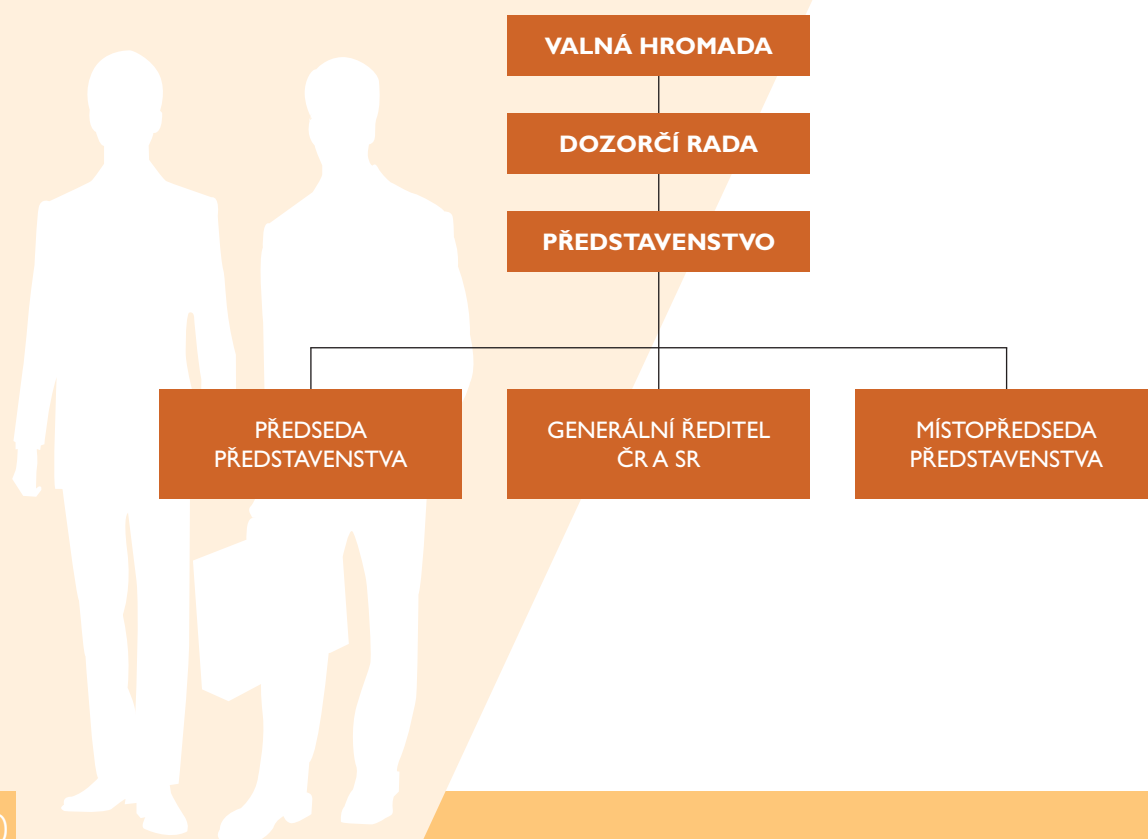 VALNÁ HROMADA
DOZORČÍ RADA
PŘEDSTAVENSTVO
PŘEDSEDA
PŘEDSTAVENSTVA
GENERÁLNÍ ŘEDITEL
ČR A SR
MÍSTOPŘEDSEDA
PŘEDSTAVENSTVA